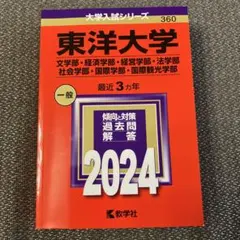 大学入試シリーズ
360
東洋大学
文学部・経済学部・経営学部・法学部
社会学部・国際学部・国際観光学部
最近3カ年
一般
傾向と対策
過去問
解答
2024
教学社